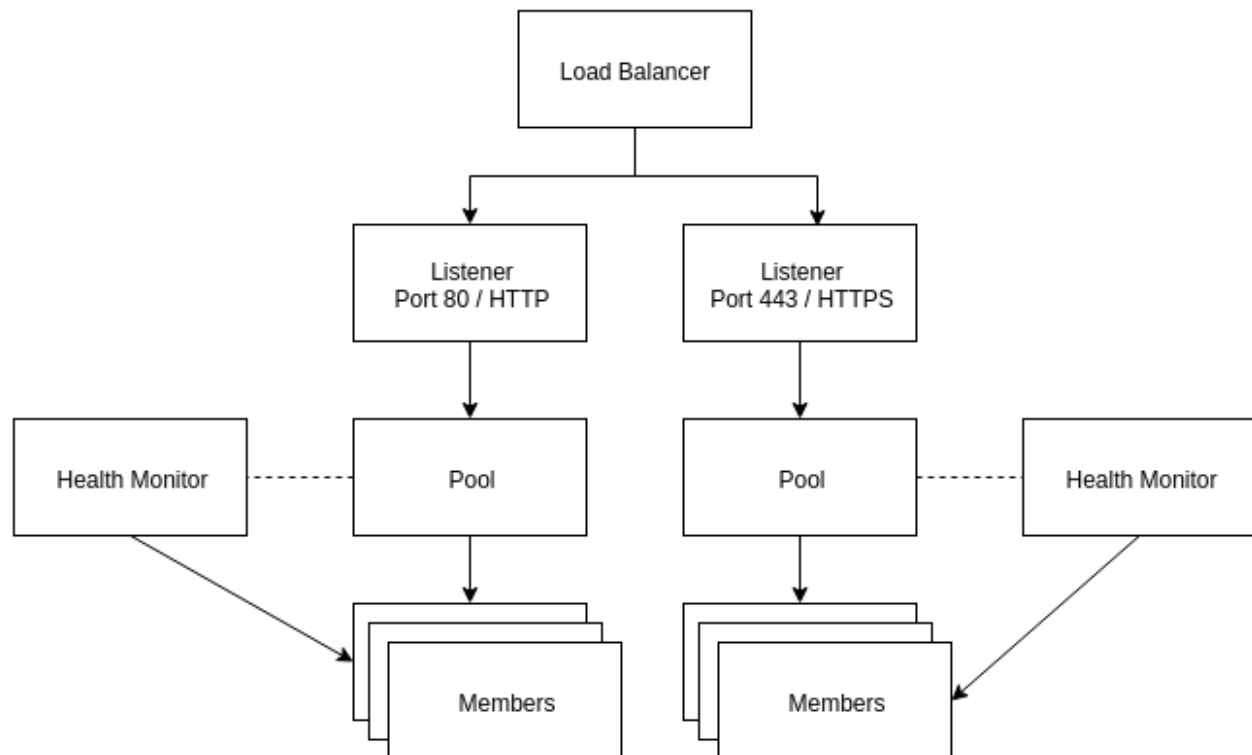 Load Balancer
Listener
Port 80 / HTTP
Listener
Port 443 / HTTPS
Health Monitor
Pool
Pool
Health Monitor
Members
Members